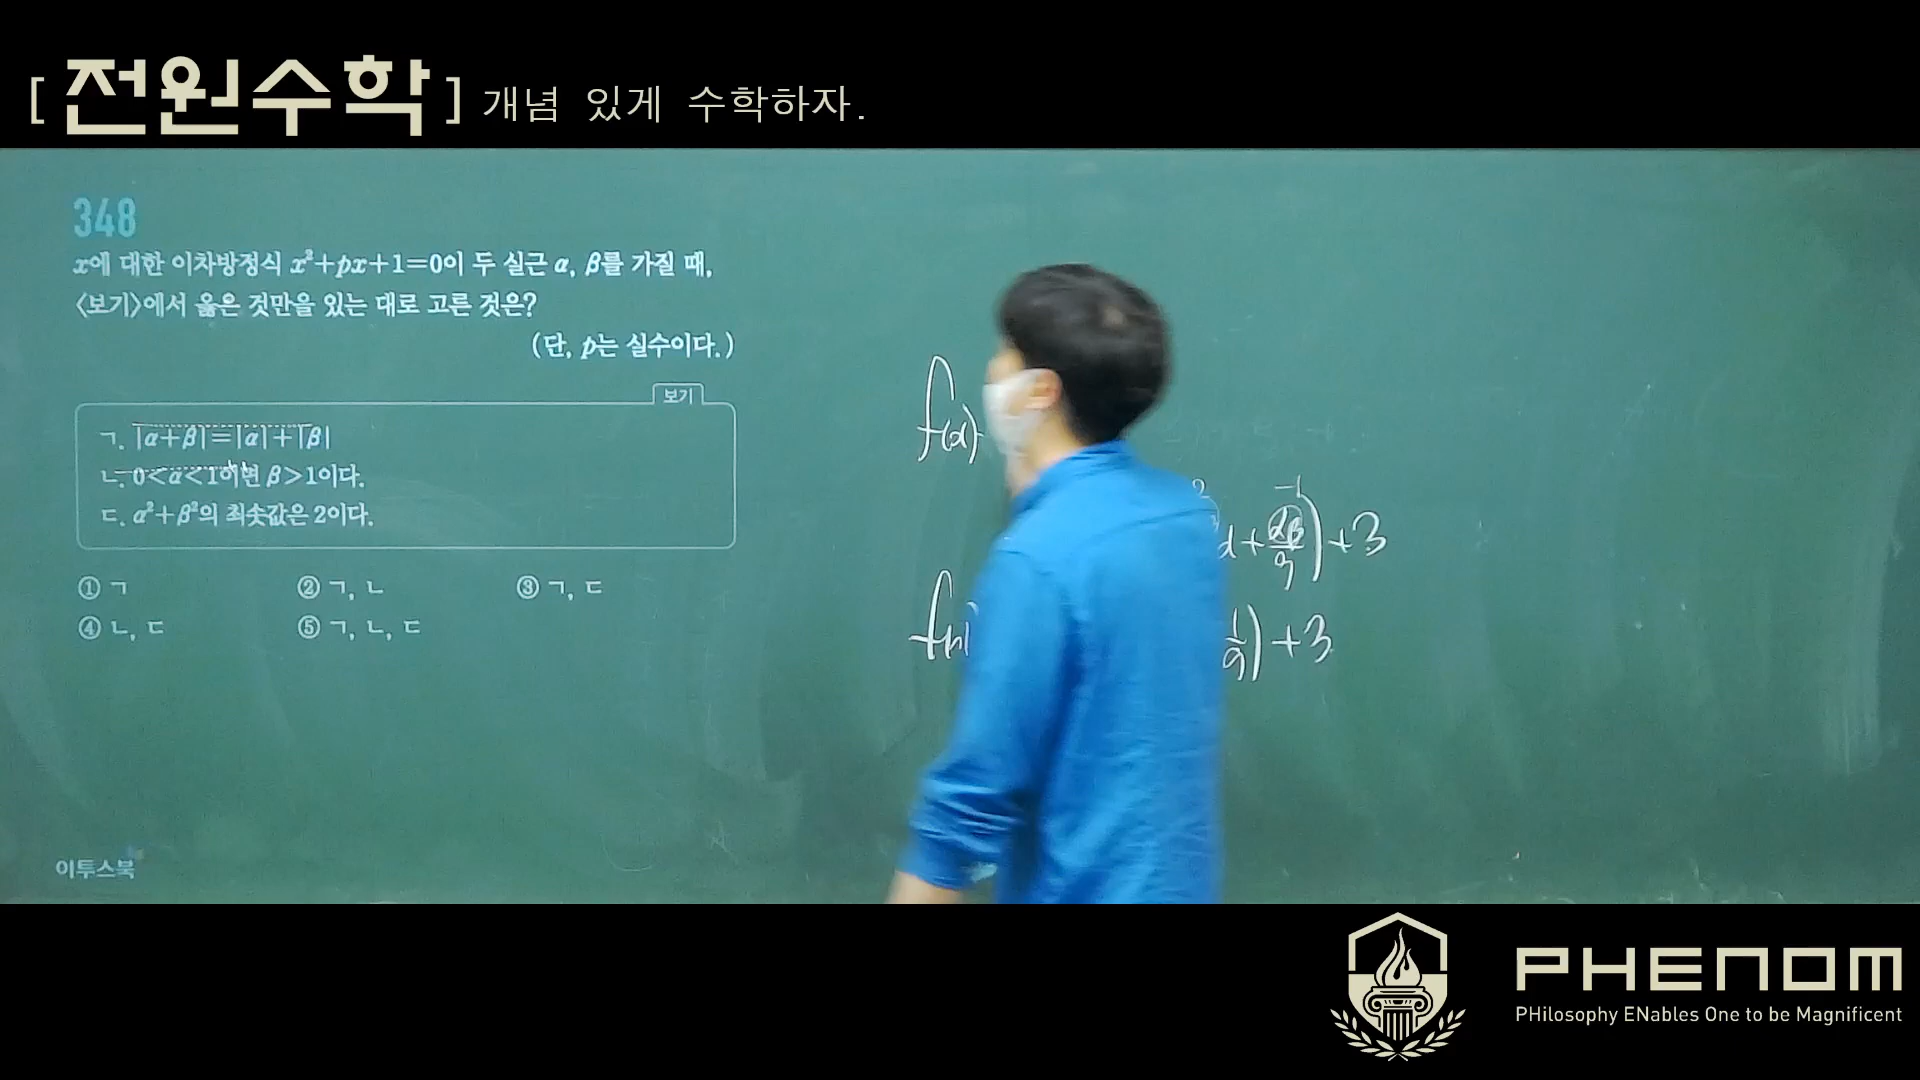 [전원수학] 개념 있게 수학하자.
348
x에 대한 이차방정식 x²+px+1=0이 두 실근 α, β를 가질 때,
〈보기〉에서 옳은 것만을 있는 대로 고른 것은?
(단, p는 실수이다.)
보기
ㄱ. |α+β|=|α|+|β|
ㄴ. 0<α<1이면 β>1이다.
ㄷ. α²+β²의 최솟값은 2이다.
① ㄱ ② ㄱ, ㄴ ③ ㄱ, ㄷ
④ ㄴ, ㄷ ⑤ ㄱ, ㄴ, ㄷ
f(α)
+3
+3
이투스북
PHENOM
PHilosophy ENables One to be Magnificent